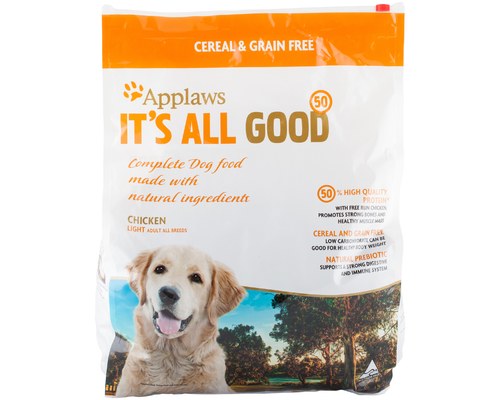 CEREAL & GRAIN FREE
Applaws
IT'S ALL GOOD 50
Complete Dog food
made with
natural ingredients
CHICKEN
LIGHT ADULT ALL BREEDS
50 % HIGH QUALITY
PROTEIN*
WITH FREE RUN CHICKEN
PROMOTES STRONG BONES AND
HEALTHY MUSCLE MASS
CEREAL AND GRAIN FREE
LOW CARBOHYDRATE CAN BE
GOOD FOR HEALTHY BODY WEIGHT
NATURAL PREBIOTIC
SUPPORTS STRONG DIGESTIVE
AND IMMUNE SYSTEM